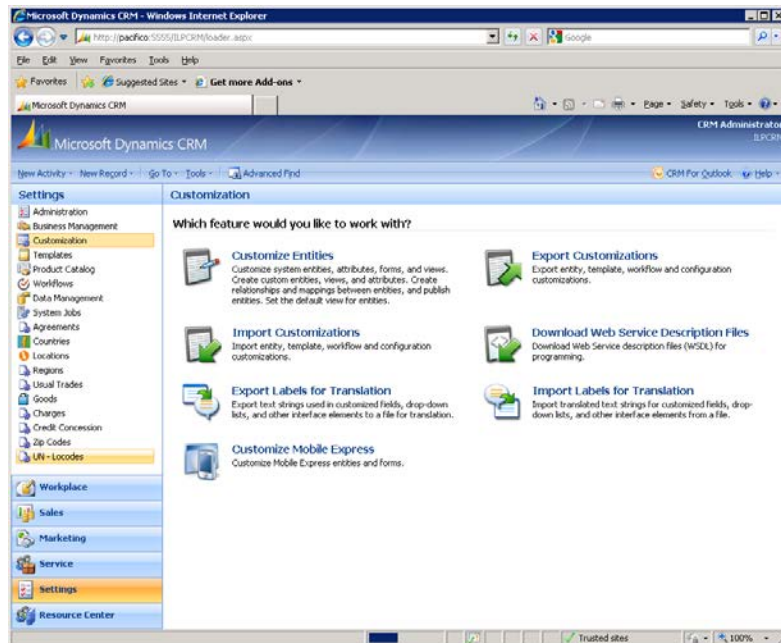 Microsoft Dynamics CRM - Windows Internet Explorer
http://pacifico:5555/ILPCRM/loader.aspx
Google
File Edit View Favorites Tools Help
Favorites Suggested Sites Get more Add-ons
Microsoft Dynamics CRM
Page Safety Tools
CRM Administrator
ILPCRM
Microsoft Dynamics CRM
New Activity New Record Go To Tools Advanced Find
CRM For Outlook Help
Settings
Customization
Administration
Business Management
Customization
Templates
Product Catalog
Workflows
Data Management
System Jobs
Agreements
Countries
Locations
Regions
Usual Trades
Goods
Charges
Credit Concession
Zip Codes
UN - Locodes
Workplace
Sales
Marketing
Service
Settings
Resource Center
Which feature would you like to work with?
Customize Entities
Customize system entities, attributes, forms, and views.
Create custom entities, views, and attributes. Create
relationships and mappings between entities, and publish
entities. Set the default view for entities.
Export Customizations
Export entity, template, workflow and configuration
customizations.
Import Customizations
Import entity, template, workflow and configuration
customizations.
Download Web Service Description Files
Download Web Service description files (WSDL) for
programming.
Export Labels for Translation
Export text strings used in customized fields, drop-down
lists, and other interface elements to a file for translation.
Import Labels for Translation
Import translated text strings for customized fields, drop-
down lists, and other interface elements from a file.
Customize Mobile Express
Customize Mobile Express entities and forms.
Trusted sites
100%